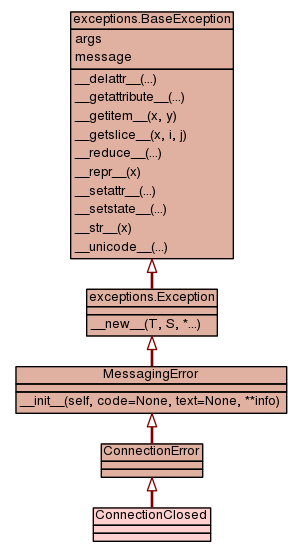 exceptions.BaseException
args
message
__delattr__(...)
__getattribute__(...)
__getitem__(x, y)
__getslice__(x, i, j)
__reduce__(...)
__repr__(x)
__setattr__(...)
__setstate__(...)
__str__(x)
__unicode__(...)
exceptions.Exception
__new__(T, S, *...)
MessagingError
__init__(self, code=None, text=None, **info)
ConnectionError
ConnectionClosed